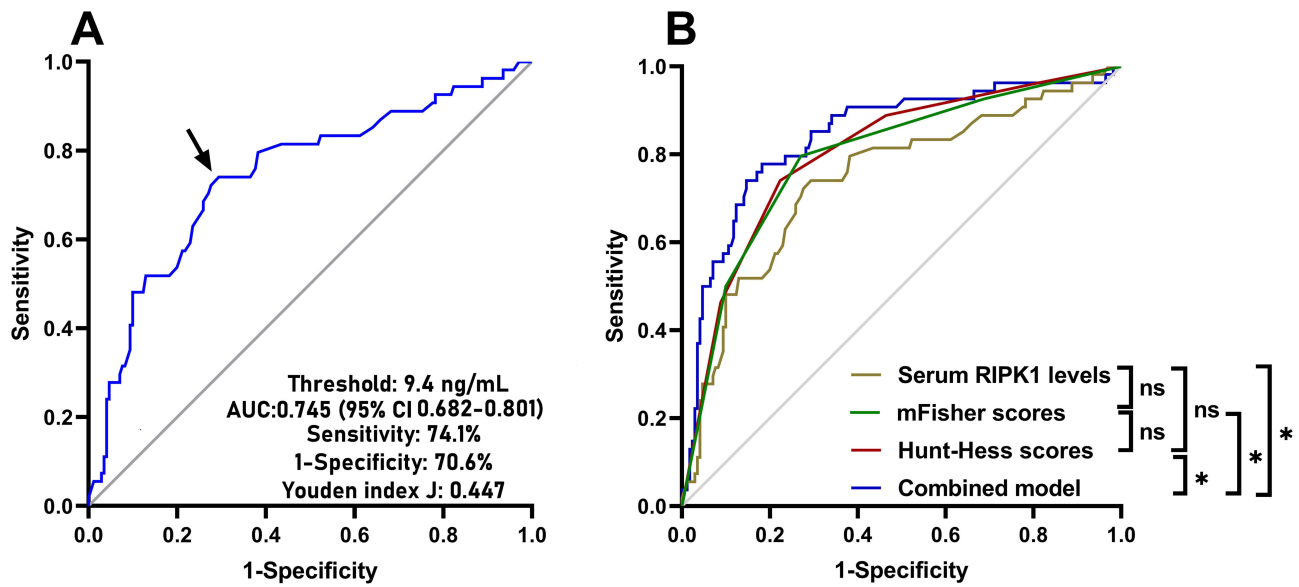 A
Sensitivity
1.0
0.8
0.6
0.4
0.2
0.0
0.0 0.2 0.4 0.6 0.8 1.0
1-Specificity
Threshold: 9.4 ng/mL
AUC:0.745 (95% CI 0.682-0.801)
Sensitivity: 74.1%
1-Specificity: 70.6%
Youden index J: 0.447
B
Sensitivity
1.0
0.8
0.6
0.4
0.2
0.0
0.0 0.2 0.4 0.6 0.8 1.0
1-Specificity
Serum RIPK1 levels
mFisher scores
Hunt-Hess scores
Combined model
ns
ns
*
ns
*
*